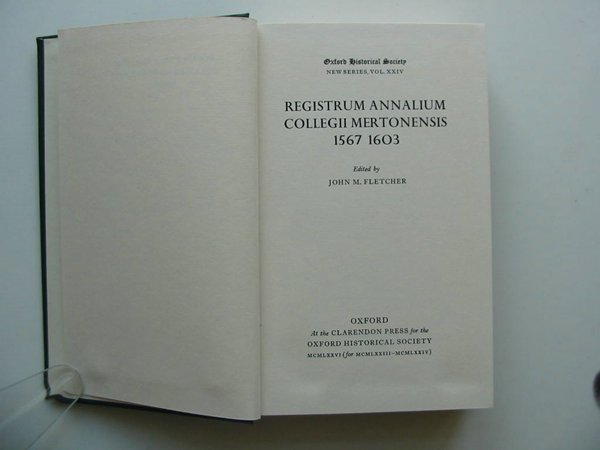 Oxford Historical Society
NEW SERIES, VOL. XXIV
REGISTRUM ANNALIUM
COLLEGII MERTONENSIS
1567 1603
Edited by
JOHN M. FLETCHER
OXFORD
At the CLARENDON PRESS for the
OXFORD HISTORICAL SOCIETY
MCMLXXVI (for MCMLXXIII–MCMLXXIV)